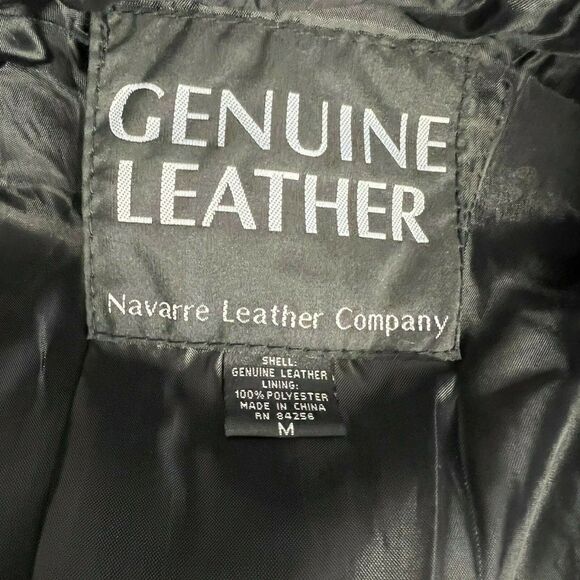 GENUINE
LEATHER
Navarre Leather Company
SHELL:
GENUINE LEATHER
LINING:
100% POLYESTER
MADE IN CHINA
RN 84256
M